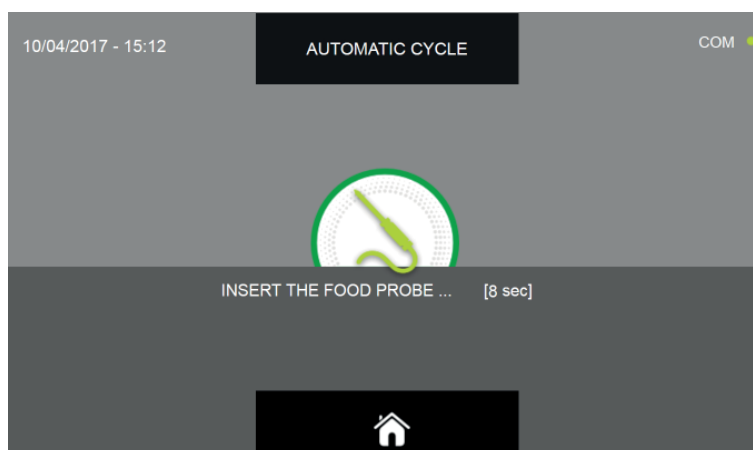 10/04/2017 - 15:12
AUTOMATIC CYCLE
COM
INSERT THE FOOD PROBE ... [8 sec]